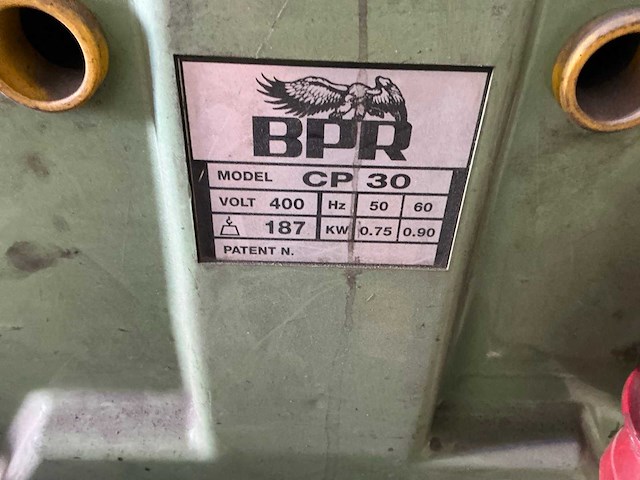 BPR
MODEL CP 30
VOLT 400 Hz 50 60
187 KW 0.75 0.90
PATENT N.